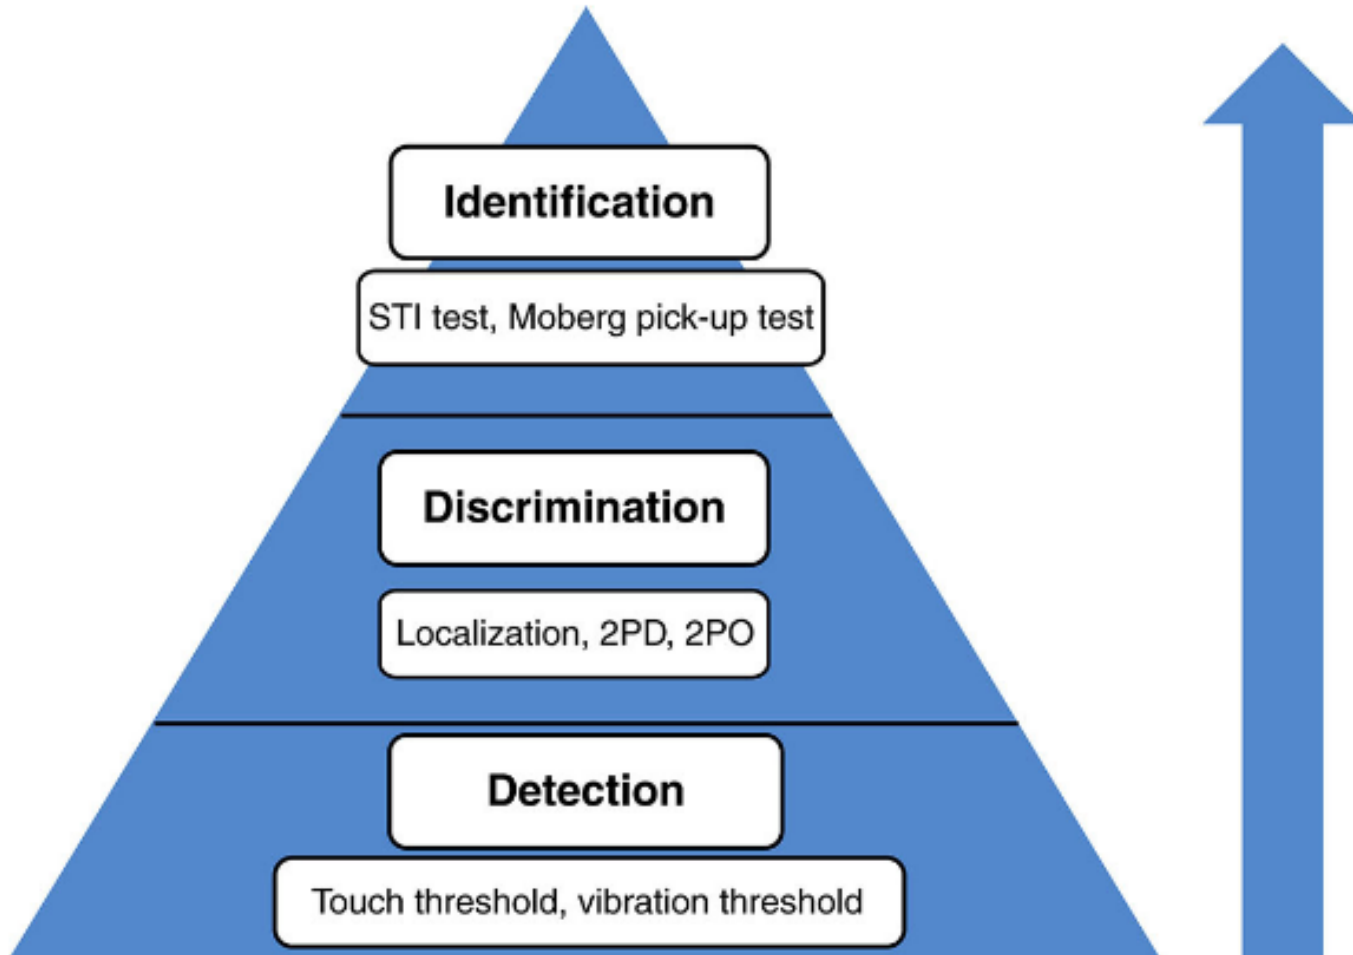 Identification
STI test, Moberg pick-up test
Discrimination
Localization, 2PD, 2PO
Detection
Touch threshold, vibration threshold